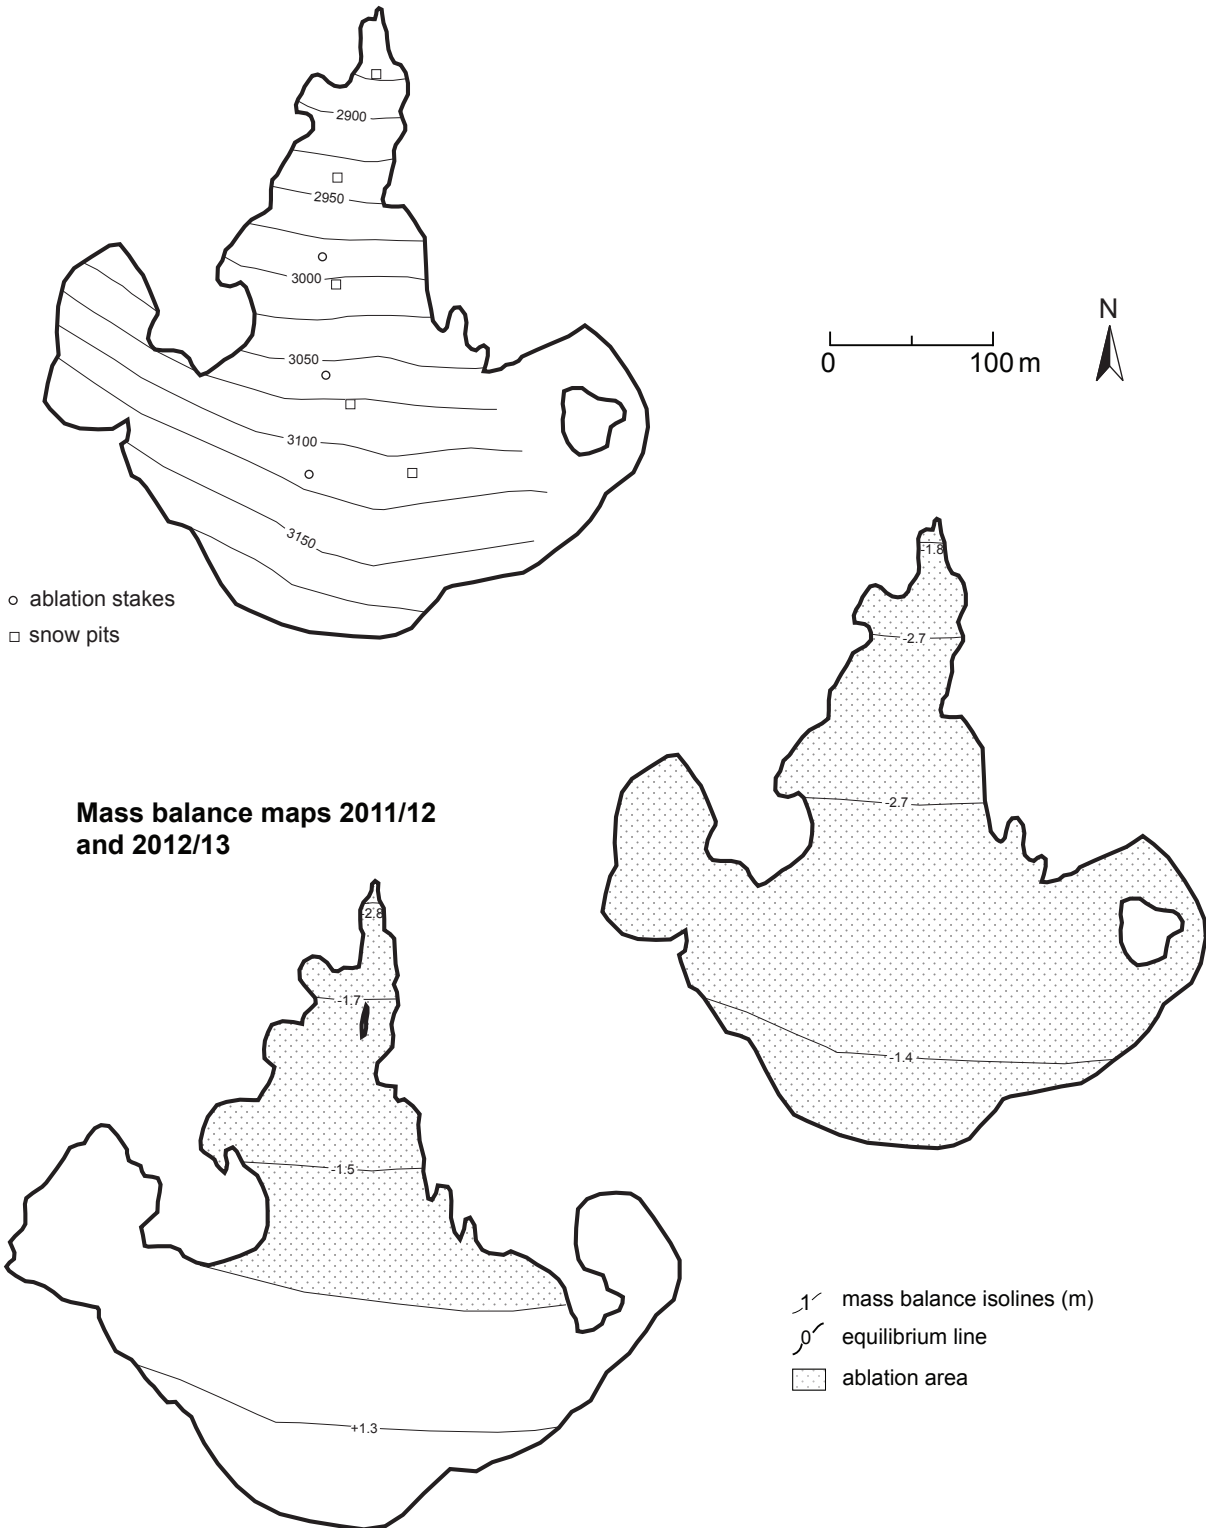 2900
2950
3000
3050
3100
3150
ablation stakes
snow pits
0 100 m
N
-1.8
-2.7
-2.7
-1.4
Mass balance maps 2011/12
and 2012/13
-2.8
-1.7
-1.5
+1.3
1 mass balance isolines (m)
0 equilibrium line
ablation area